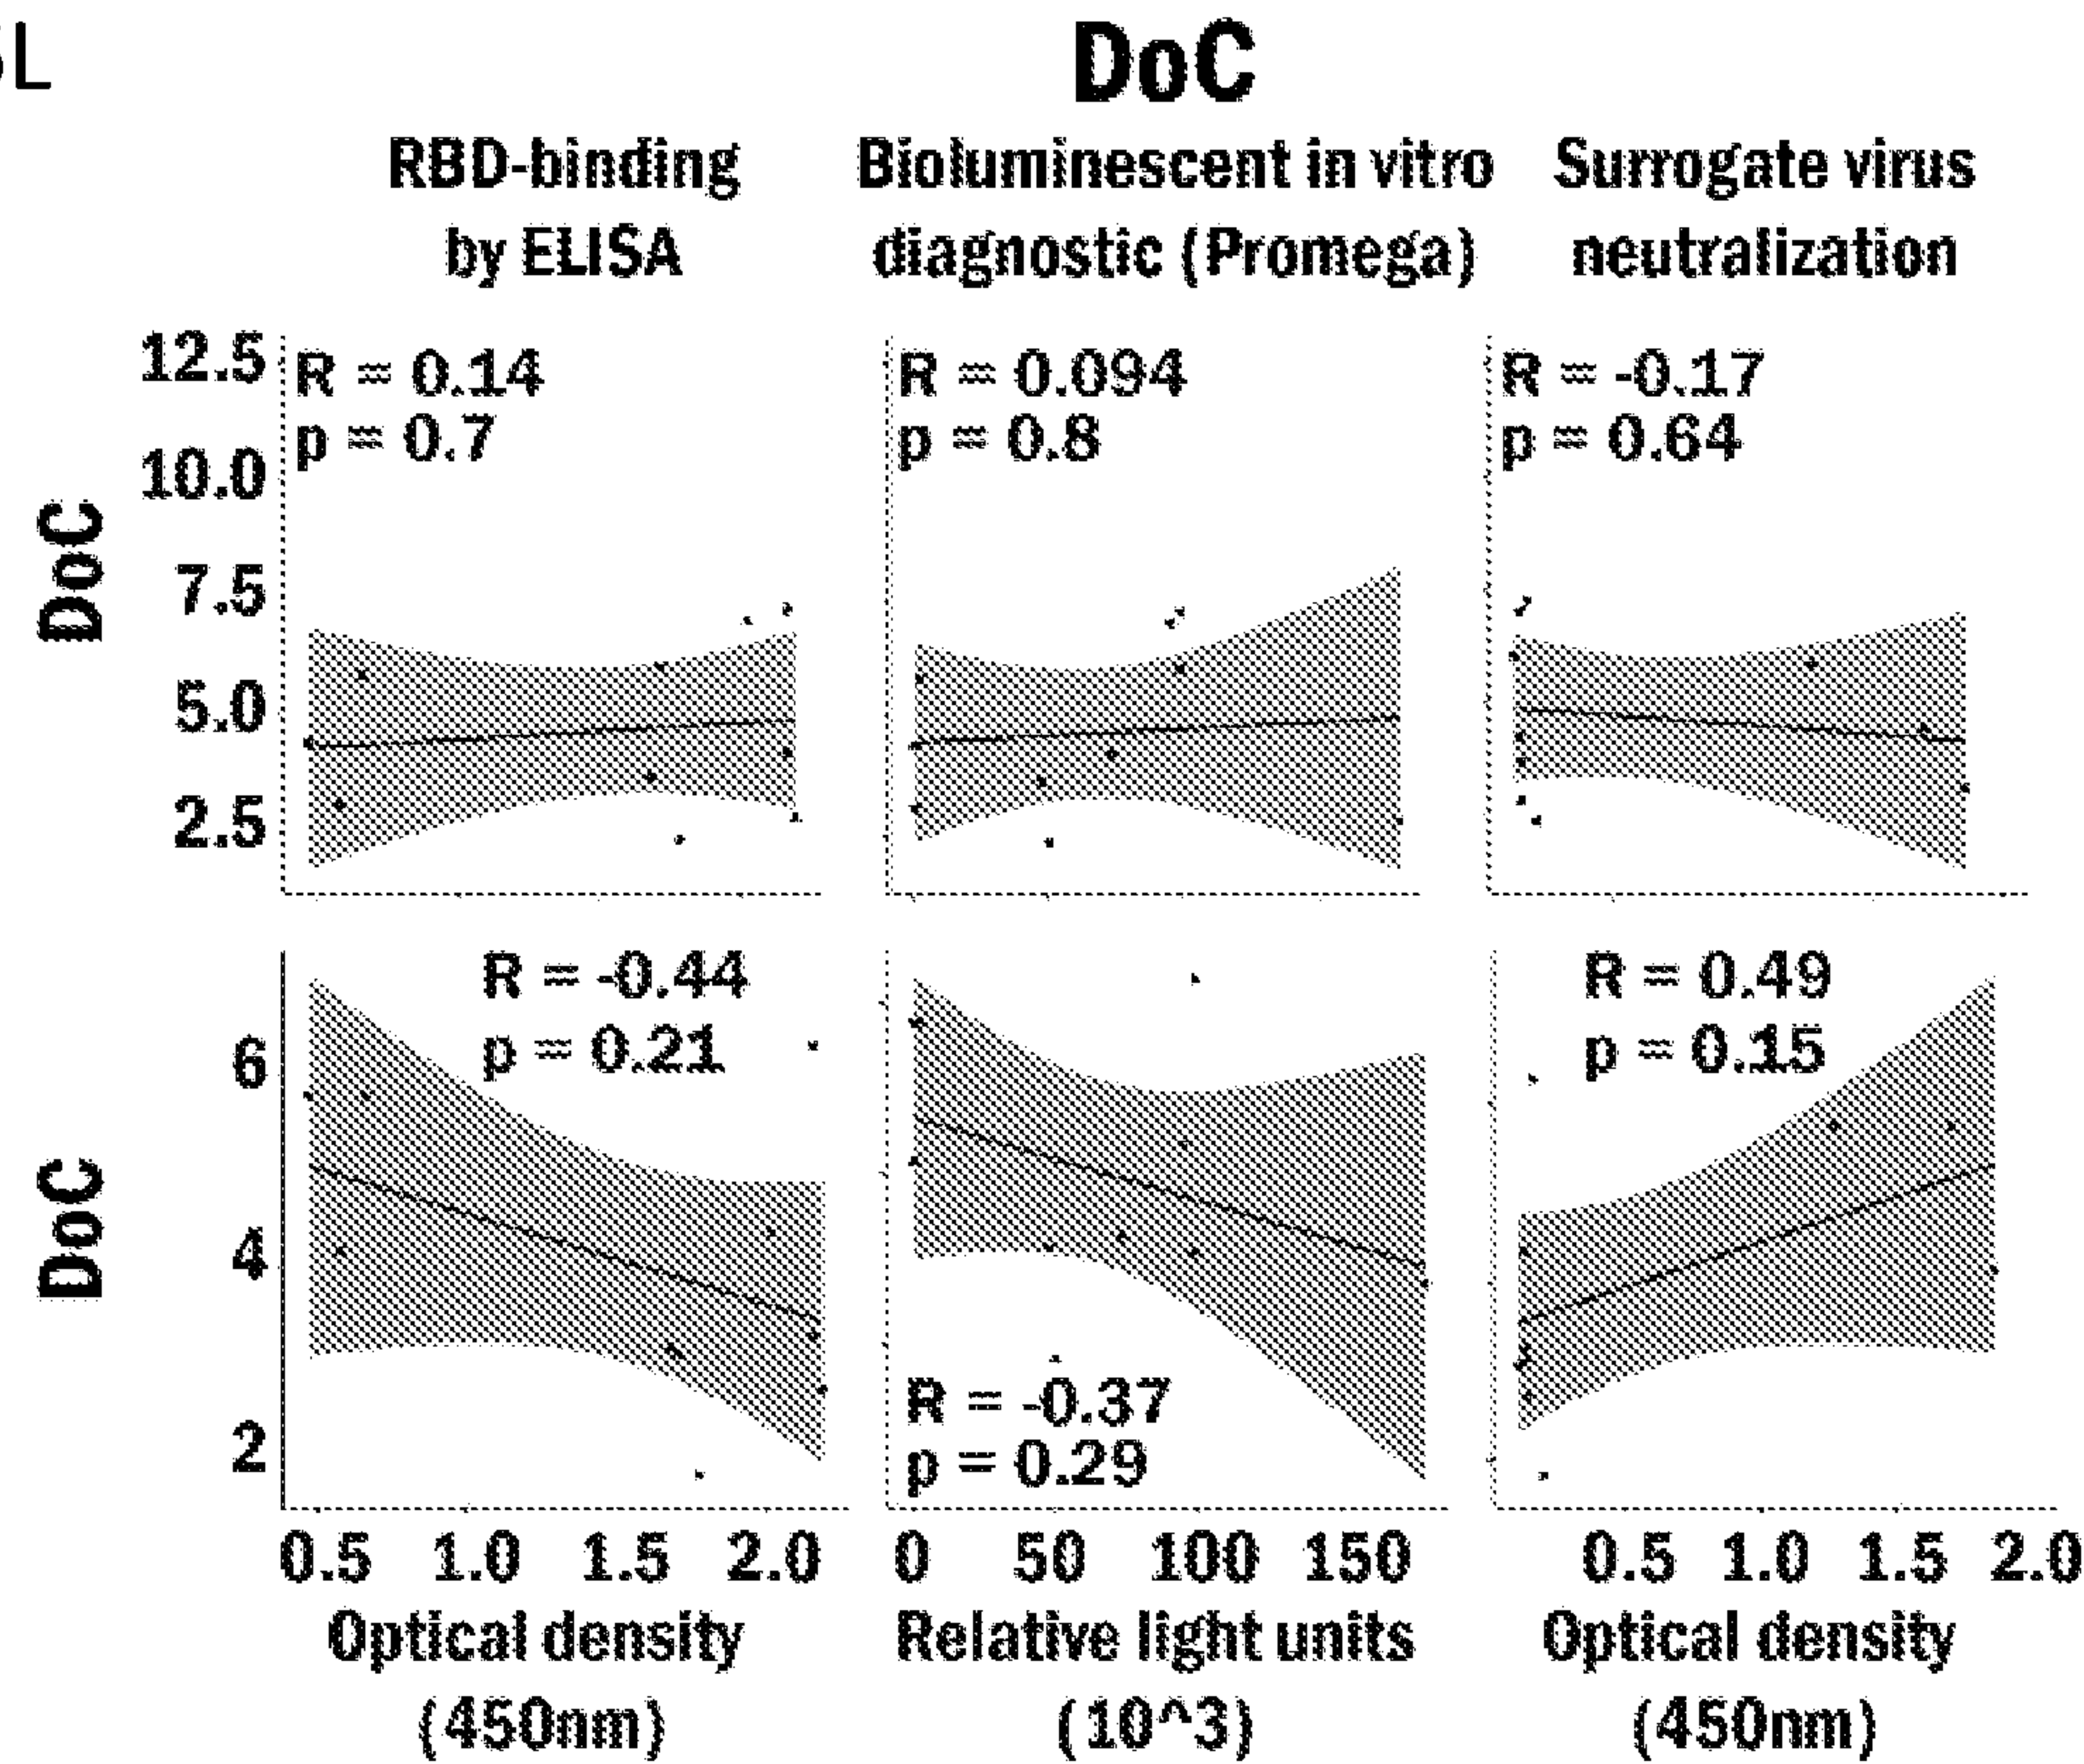 L
DoC
RBD-binding
by ELISA
Bioluminescent in vitro
diagnostic (Promega)
Surrogate virus
neutralization
DoC
12.5
10.0
7.5
5.0
2.5
R = 0.14
p = 0.7
R = 0.094
p = 0.8
R = -0.17
p = 0.64
DoC
6
4
2
R = -0.44
p = 0.21
R = -0.37
p = 0.29
R = 0.49
p = 0.15
0.5 1.0 1.5 2.0
0 50 100 150
0.5 1.0 1.5 2.0
Optical density
(450nm)
Relative light units
(10^3)
Optical density
(450nm)